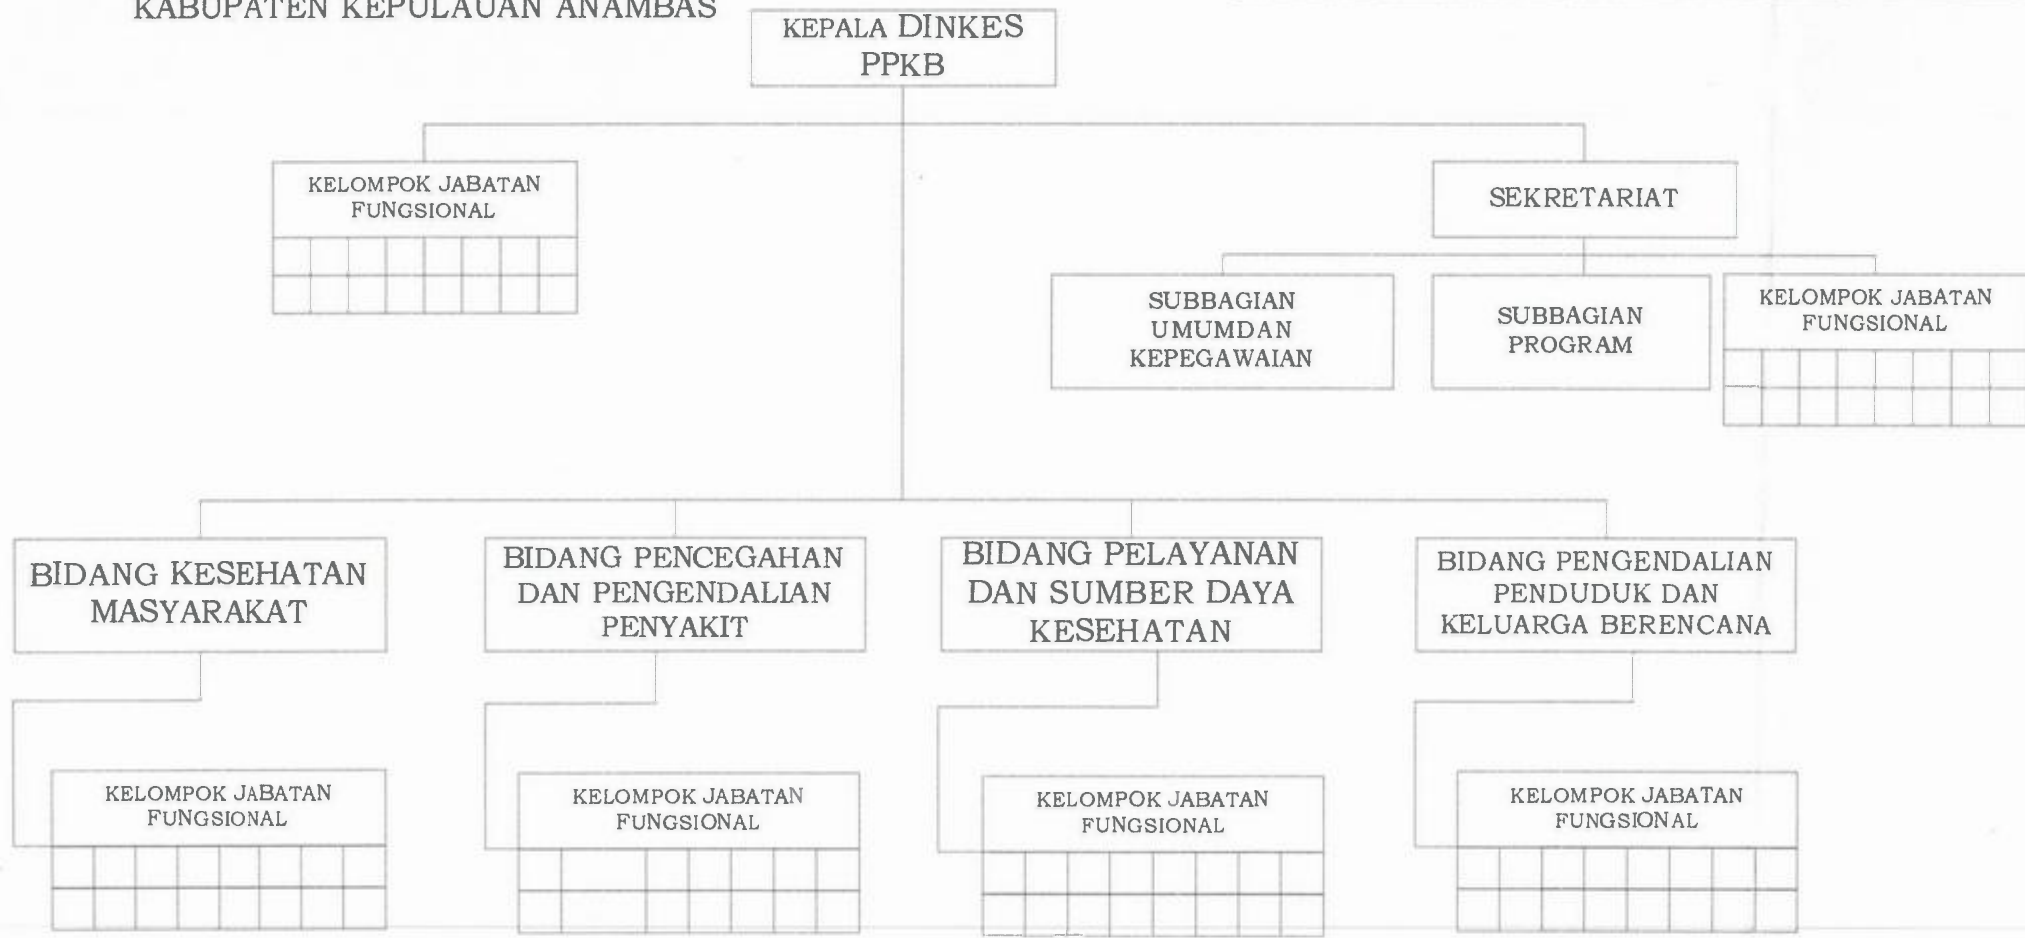 KABUPATEN KEPULAUAN ANAMBAS
KEPALA DINKES
PPKB
KELOMPOK JABATAN
FUNGSIONAL
SEKRETARIAT
SUBBAGIAN
UMUMDAN
KEPEGAWAIAN
SUBBAGIAN
PROGRAM
KELOMPOK JABATAN
FUNGSIONAL
BIDANG KESEHATAN
MASYARAKAT
BIDANG PENCEGAHAN
DAN PENGENDALIAN
PENYAKIT
BIDANG PELAYANAN
DAN SUMBER DAYA
KESEHATAN
BIDANG PENGENDALIAN
PENDUDUK DAN
KELUARGA BERENCANA
KELOMPOK JABATAN
FUNGSIONAL
KELOMPOK JABATAN
FUNGSIONAL
KELOMPOK JABATAN
FUNGSIONAL
KELOMPOK JABATAN
FUNGSIONAL